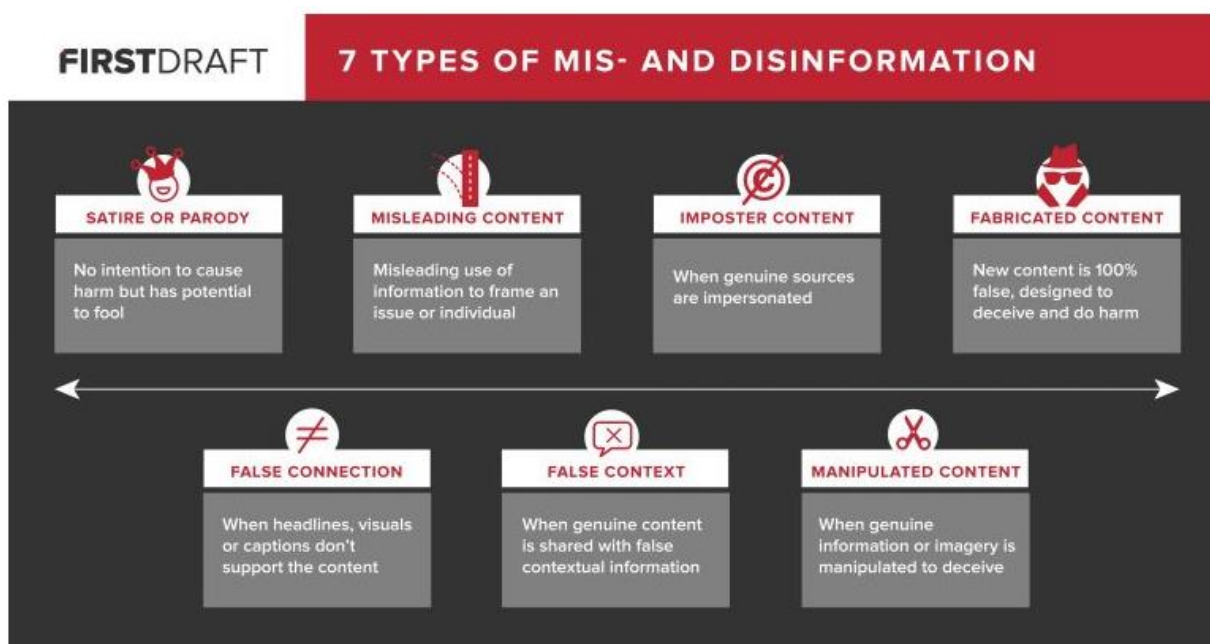 FIRSTDRAFT
7 TYPES OF MIS- AND DISINFORMATION
SATIRE OR PARODY
No intention to cause
harm but has potential
to fool
MISLEADING CONTENT
Misleading use of
information to frame an
issue or individual
IMPOSTER CONTENT
When genuine sources
are impersonated
FABRICATED CONTENT
New content is 100%
false, designed to
deceive and do harm
FALSE CONNECTION
When headlines, visuals
or captions don’t
support the content
FALSE CONTEXT
When genuine content
is shared with false
contextual information
MANIPULATED CONTENT
When genuine
information or imagery is
manipulated to deceive